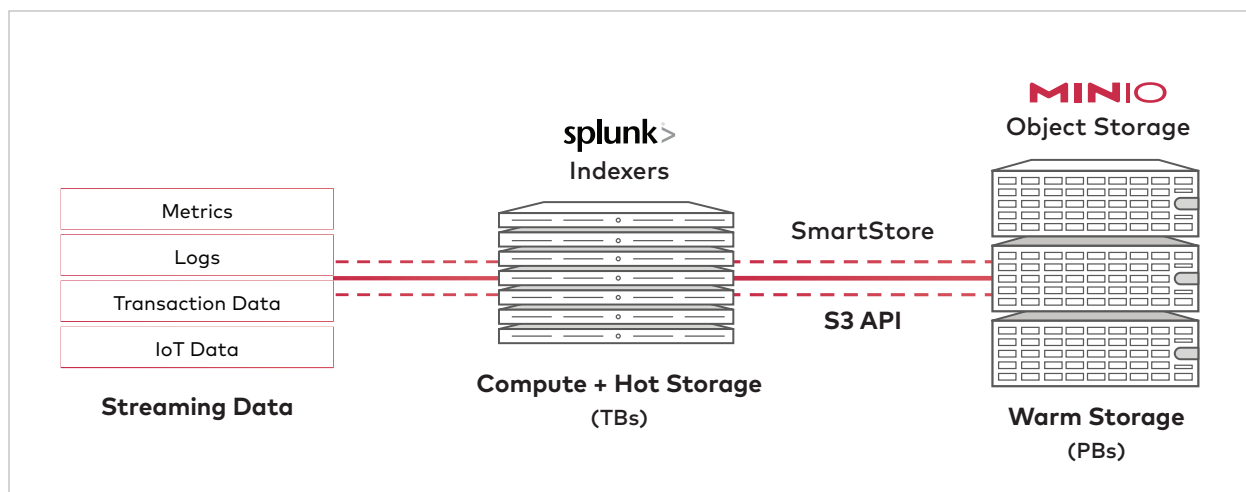 Metrics
Logs
Transaction Data
IoT Data
Streaming Data
splunk>
Indexers
Compute + Hot Storage
(TBs)
SmartStore
S3 API
MINIO
Object Storage
Warm Storage
(PBs)